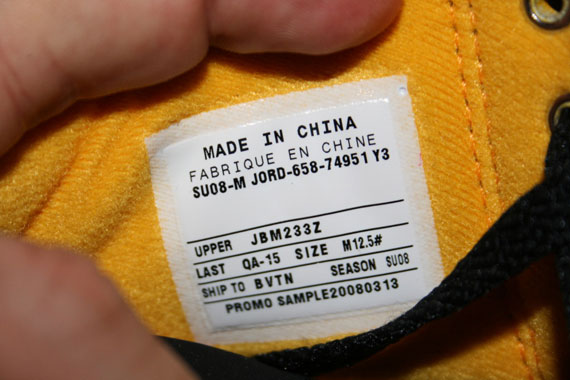 MADE IN CHINA
FABRIQUE EN CHINE
SU08-M JORD-658-74951 Y3
UPPER JBM233Z
LAST QA-15 SIZE M12.5#
SHIP TO BVTN SEASON SU08
PROMO SAMPLE20080313